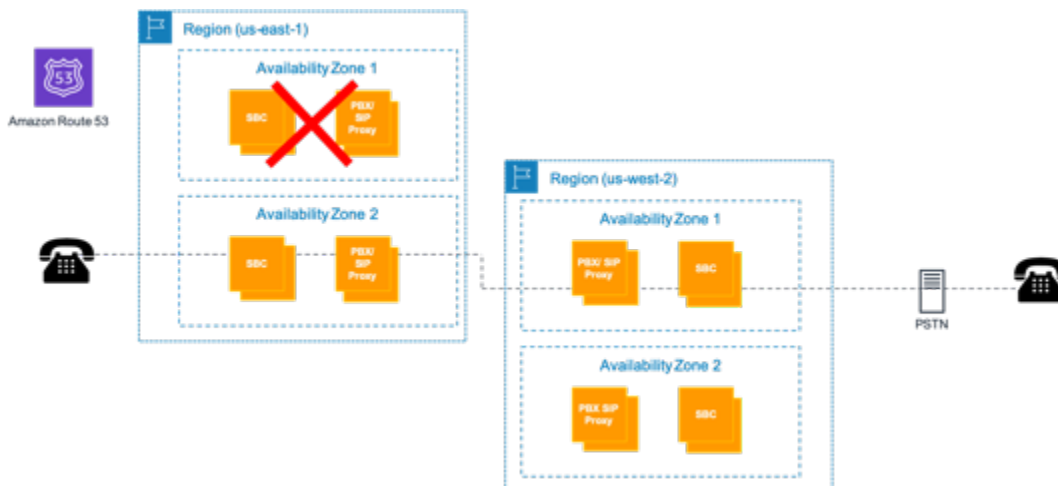 Region (us-east-1)
Availability Zone 1
53
SBC
PBX/
SIP
Proxy
Amazon Route 53
Availability Zone 2
SBC
PBX/
SIP
Proxy
Region (us-west-2)
Availability Zone 1
PBX/ SIP
Proxy
SBC
PSTN
Availability Zone 2
PBX SIP
Proxy
SBC